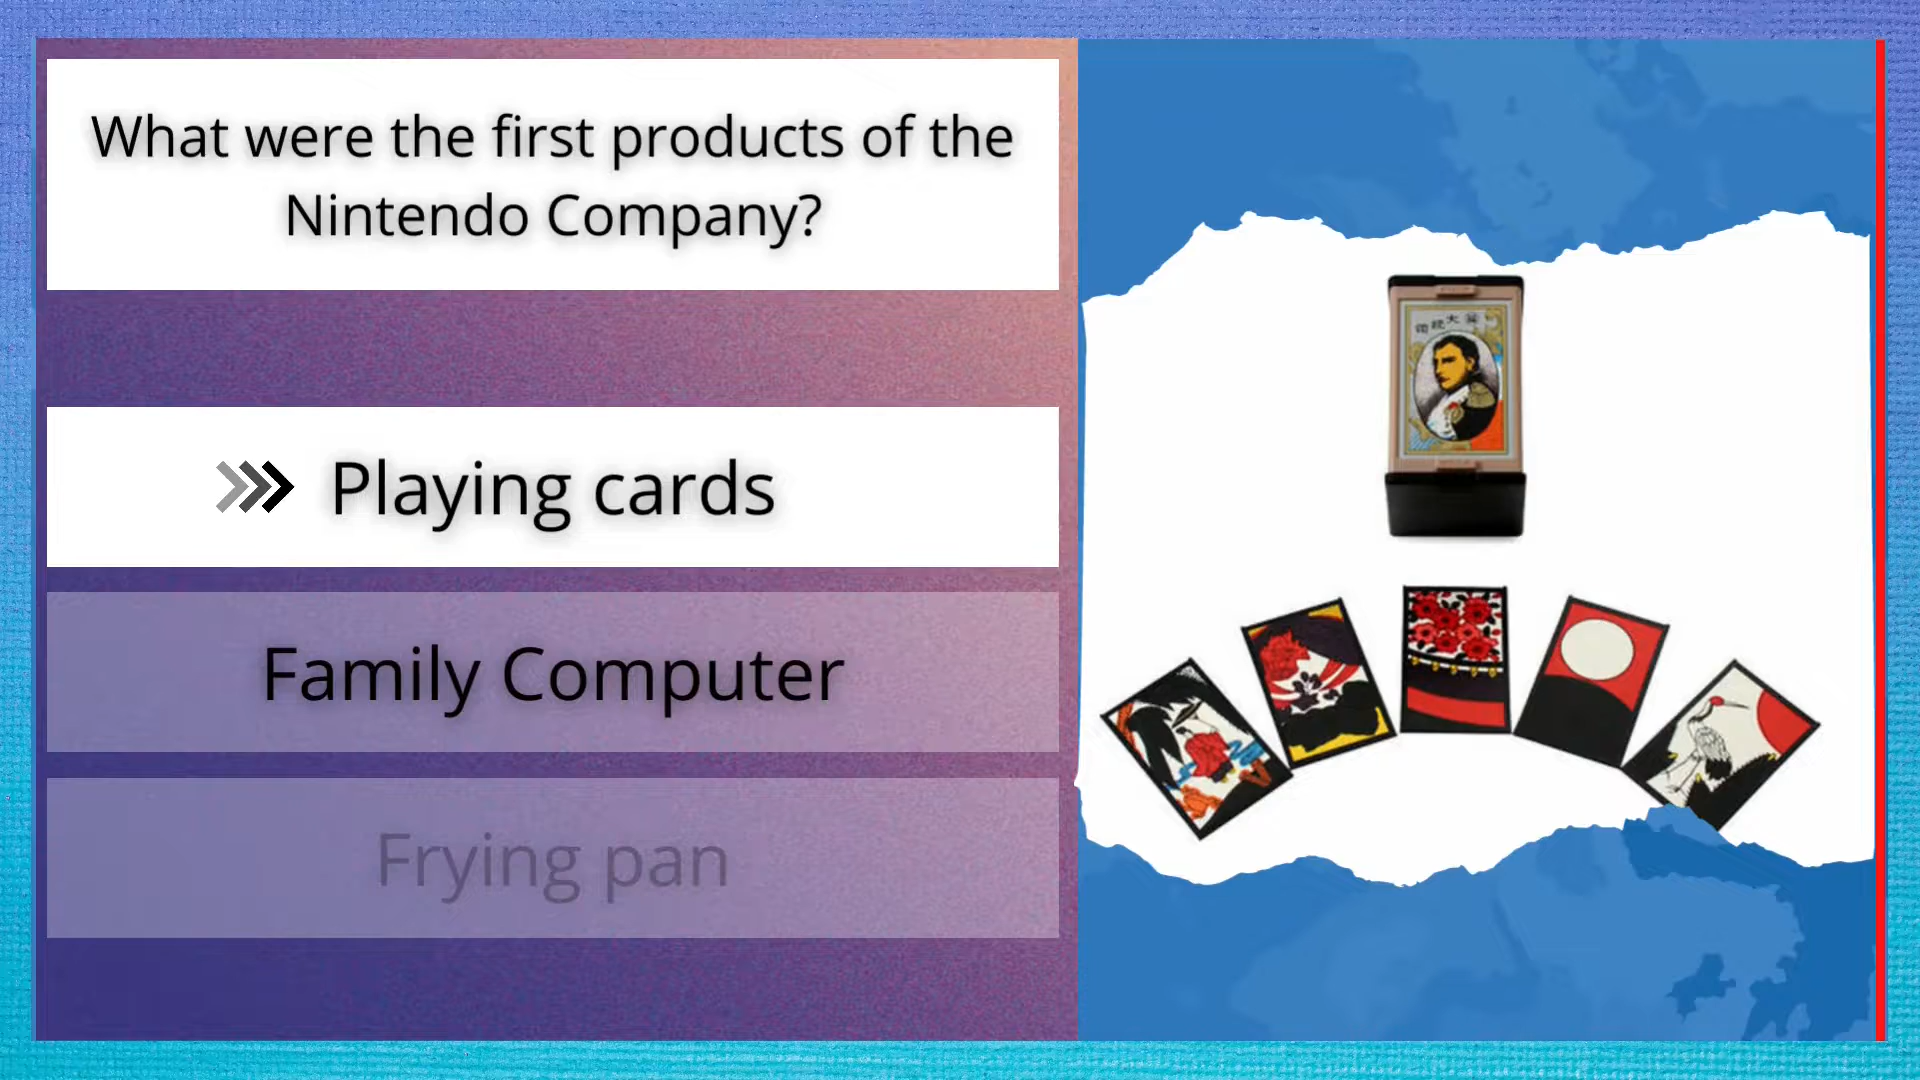 What were the first products of the
Nintendo Company?
Playing cards
Family Computer
Frying pan